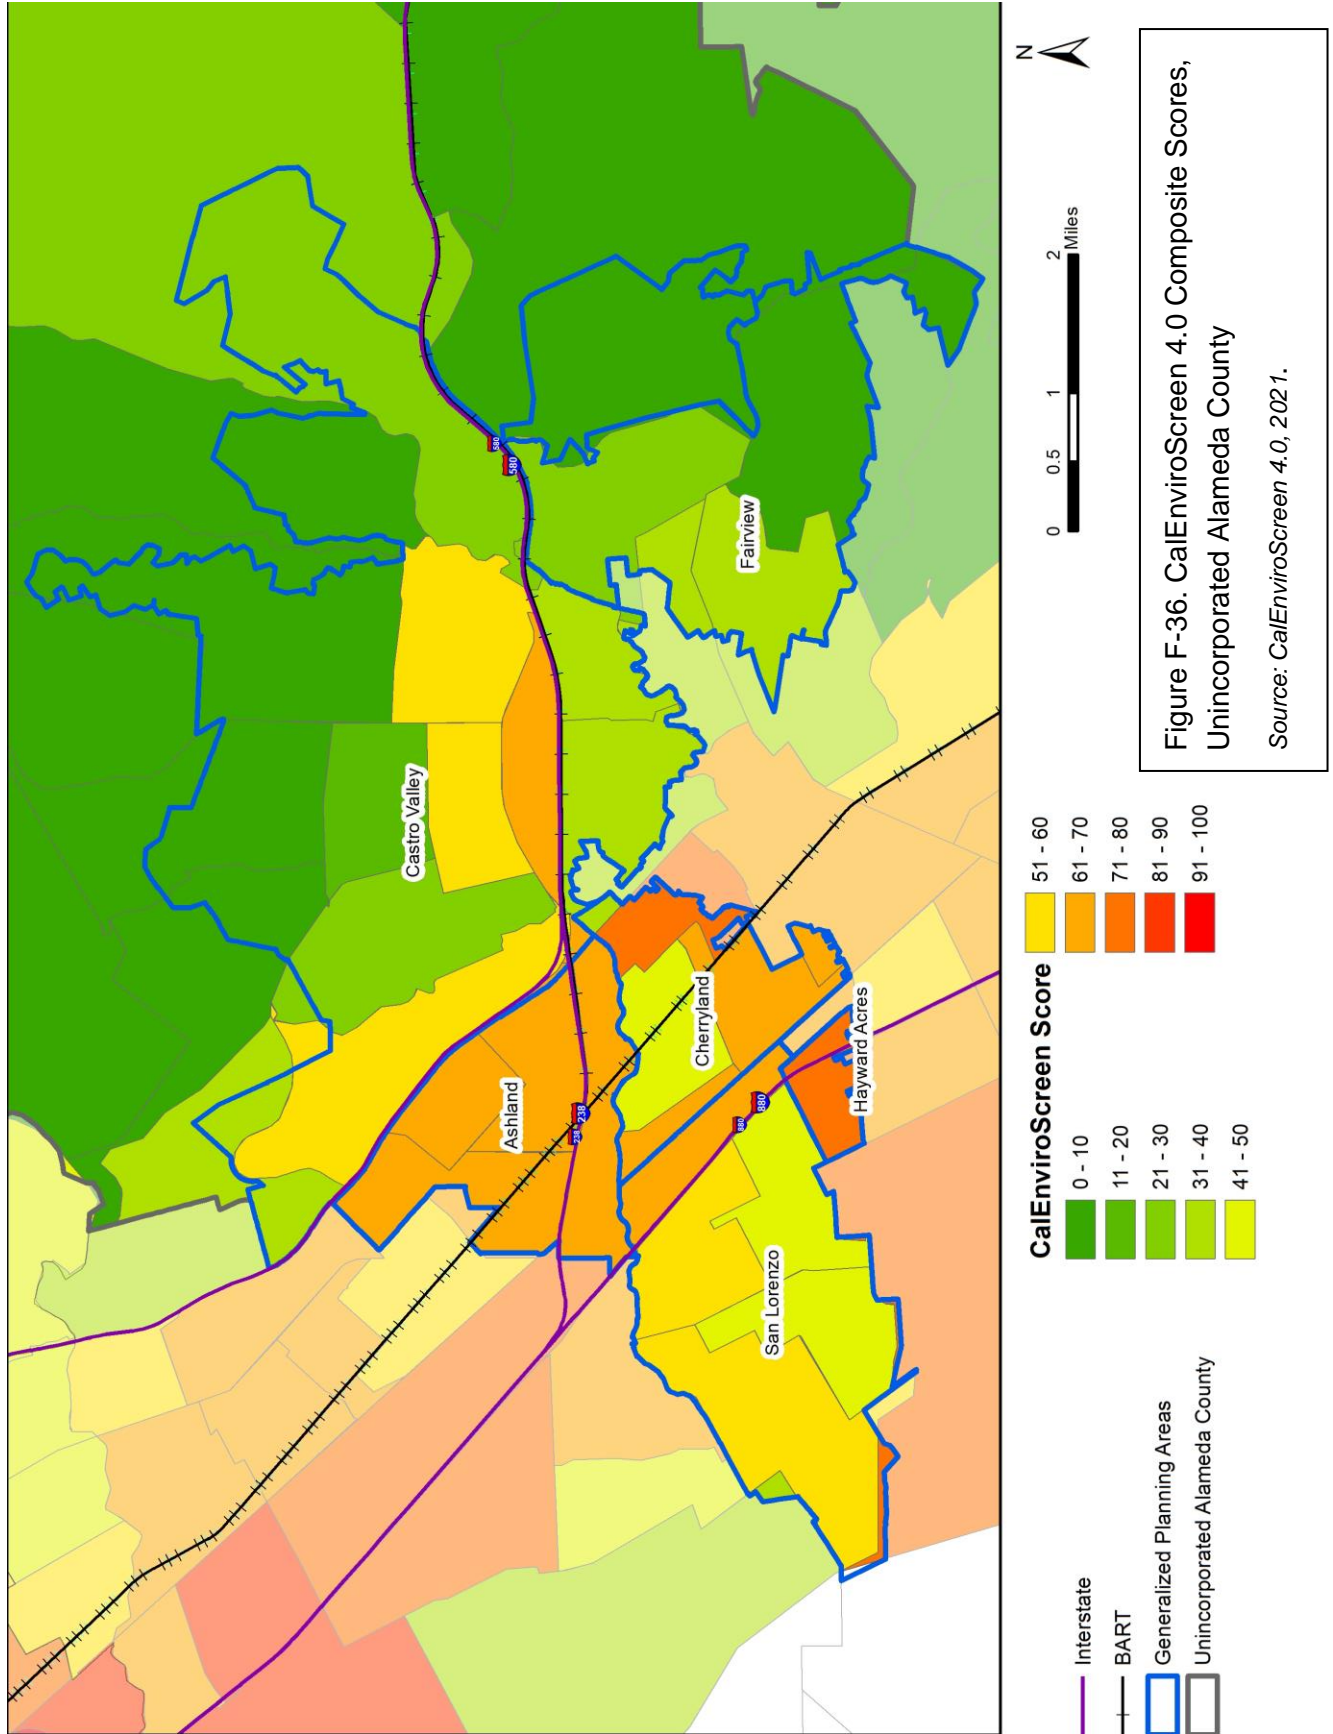 Castro Valley
Ashland
Cherryland
Hayward Acres
San Lorenzo
Fairview
580
580
238
238
880
880
N
0 0.5 1 2
Miles
Interstate
BART
Generalized Planning Areas
Unincorporated Alameda County
CalEnviroScreen Score
0 - 10
11 - 20
21 - 30
31 - 40
41 - 50
51 - 60
61 - 70
71 - 80
81 - 90
91 - 100
Figure F-36. CalEnviroScreen 4.0 Composite Scores,
Unincorporated Alameda County
Source: CalEnviroScreen 4.0, 2021.